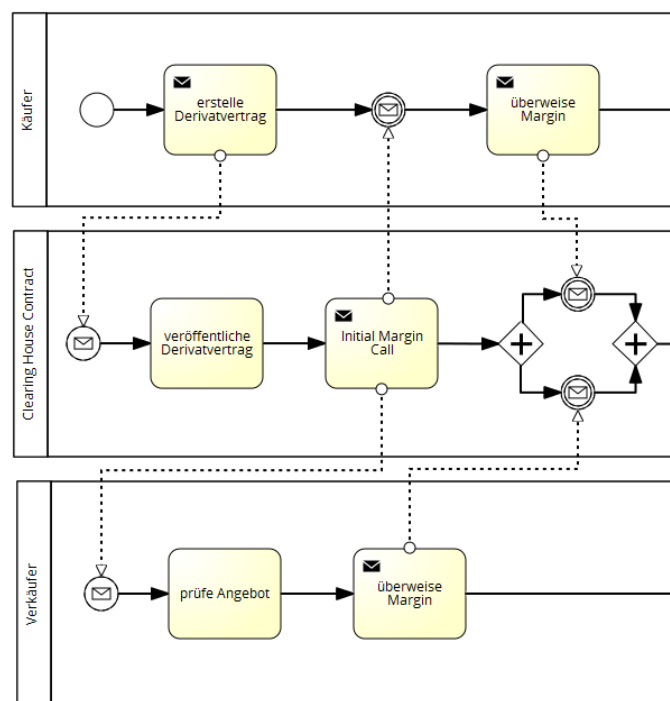 Käufer
erstelle
Derivatvertrag
überweise
Margin
Clearing House Contract
veröffentliche
Derivatvertrag
Initial Margin
Call
Verkäufer
prüfe Angebot
überweise
Margin